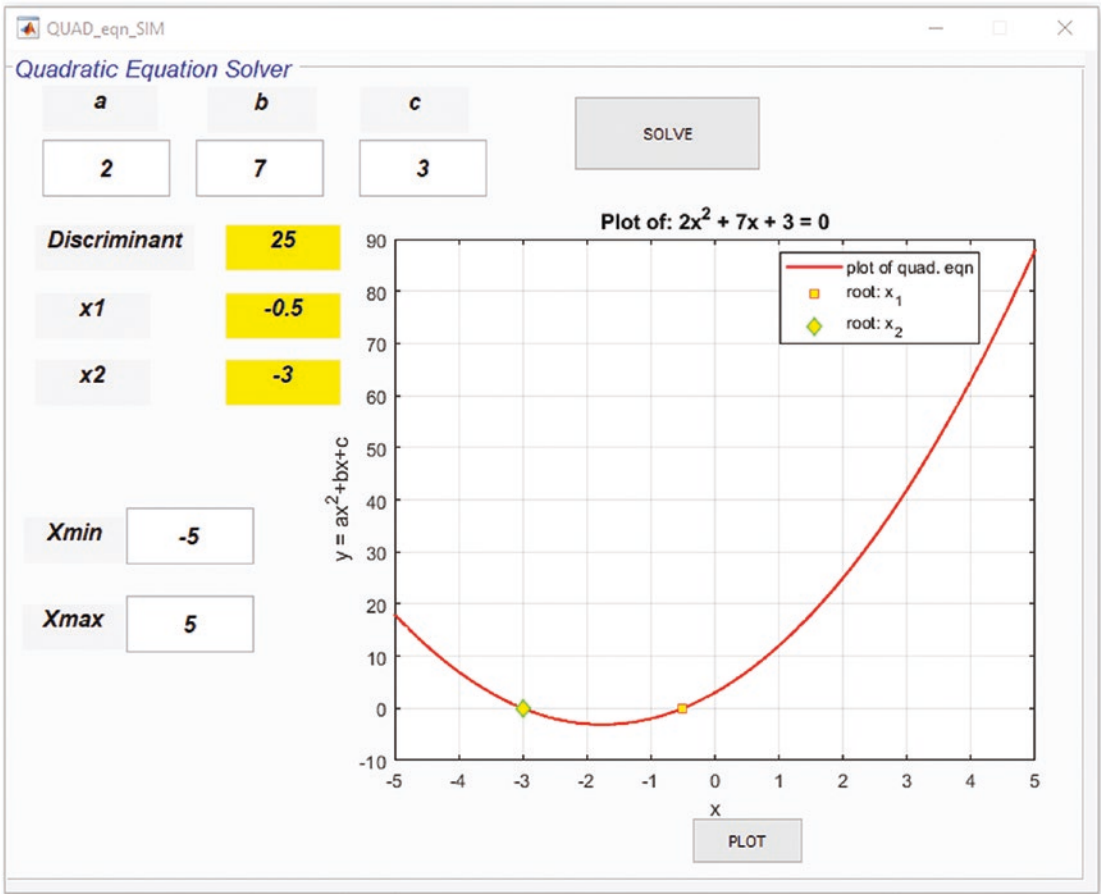 QUAD_eqn_SIM
Quadratic Equation Solver
a b c
2 7 3
SOLVE
Discriminant 25
x1 -0.5
x2 -3
Xmin -5
Xmax 5
Plot of: 2x² + 7x + 3 = 0
plot of quad. eqn
root: x₁
root: x₂
90
80
70
60
50
40
30
20
10
0
-10
y = ax²+bx+c
-5 -4 -3 -2 -1 0 1 2 3 4 5
x
PLOT